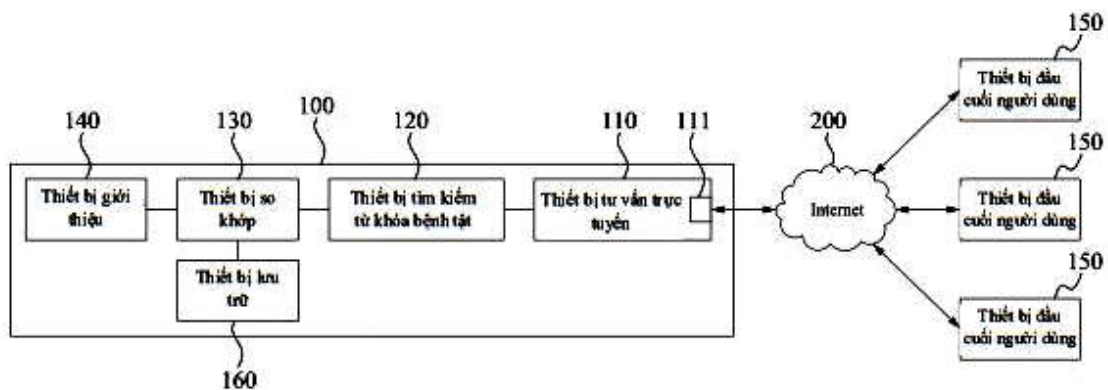 150
Thiết bị đầu
cuối người dùng
100
140
130
120
110
111
200
150
Thiết bị giới
thiệu
Thiết bị so
khớp
Thiết bị tìm kiếm
từ khóa bệnh tật
Thiết bị tư vấn trực
tuyến
Internet
Thiết bị đầu
cuối người dùng
Thiết bị lưu
trữ
160
150
Thiết bị đầu
cuối người dùng